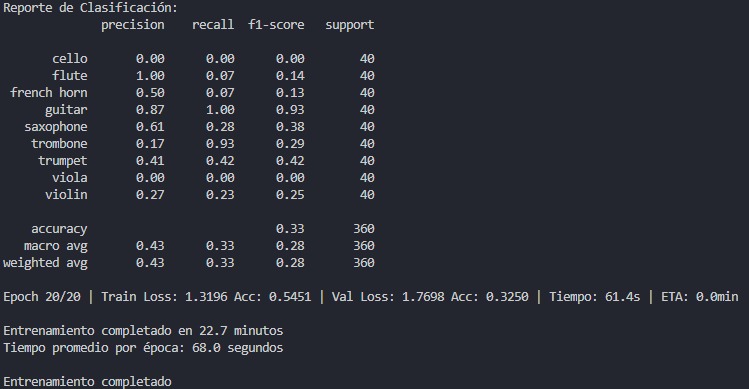 Reporte de Clasificación:
precision recall f1-score support
cello 0.00 0.00 0.00 40
flute 1.00 0.07 0.14 40
french horn 0.50 0.07 0.13 40
guitar 0.87 1.00 0.93 40
saxophone 0.61 0.28 0.38 40
trombone 0.17 0.93 0.29 40
trumpet 0.41 0.42 0.42 40
viola 0.00 0.00 0.00 40
violin 0.27 0.23 0.25 40
accuracy 0.33 360
macro avg 0.43 0.33 0.28 360
weighted avg 0.43 0.33 0.28 360
Epoch 20/20 | Train Loss: 1.3196 Acc: 0.5451 | Val Loss: 1.7698 Acc: 0.3250 | Tiempo: 61.4s | ETA: 0.0min
Entrenamiento completado en 22.7 minutos
Tiempo promedio por época: 68.0 segundos
Entrenamiento completado